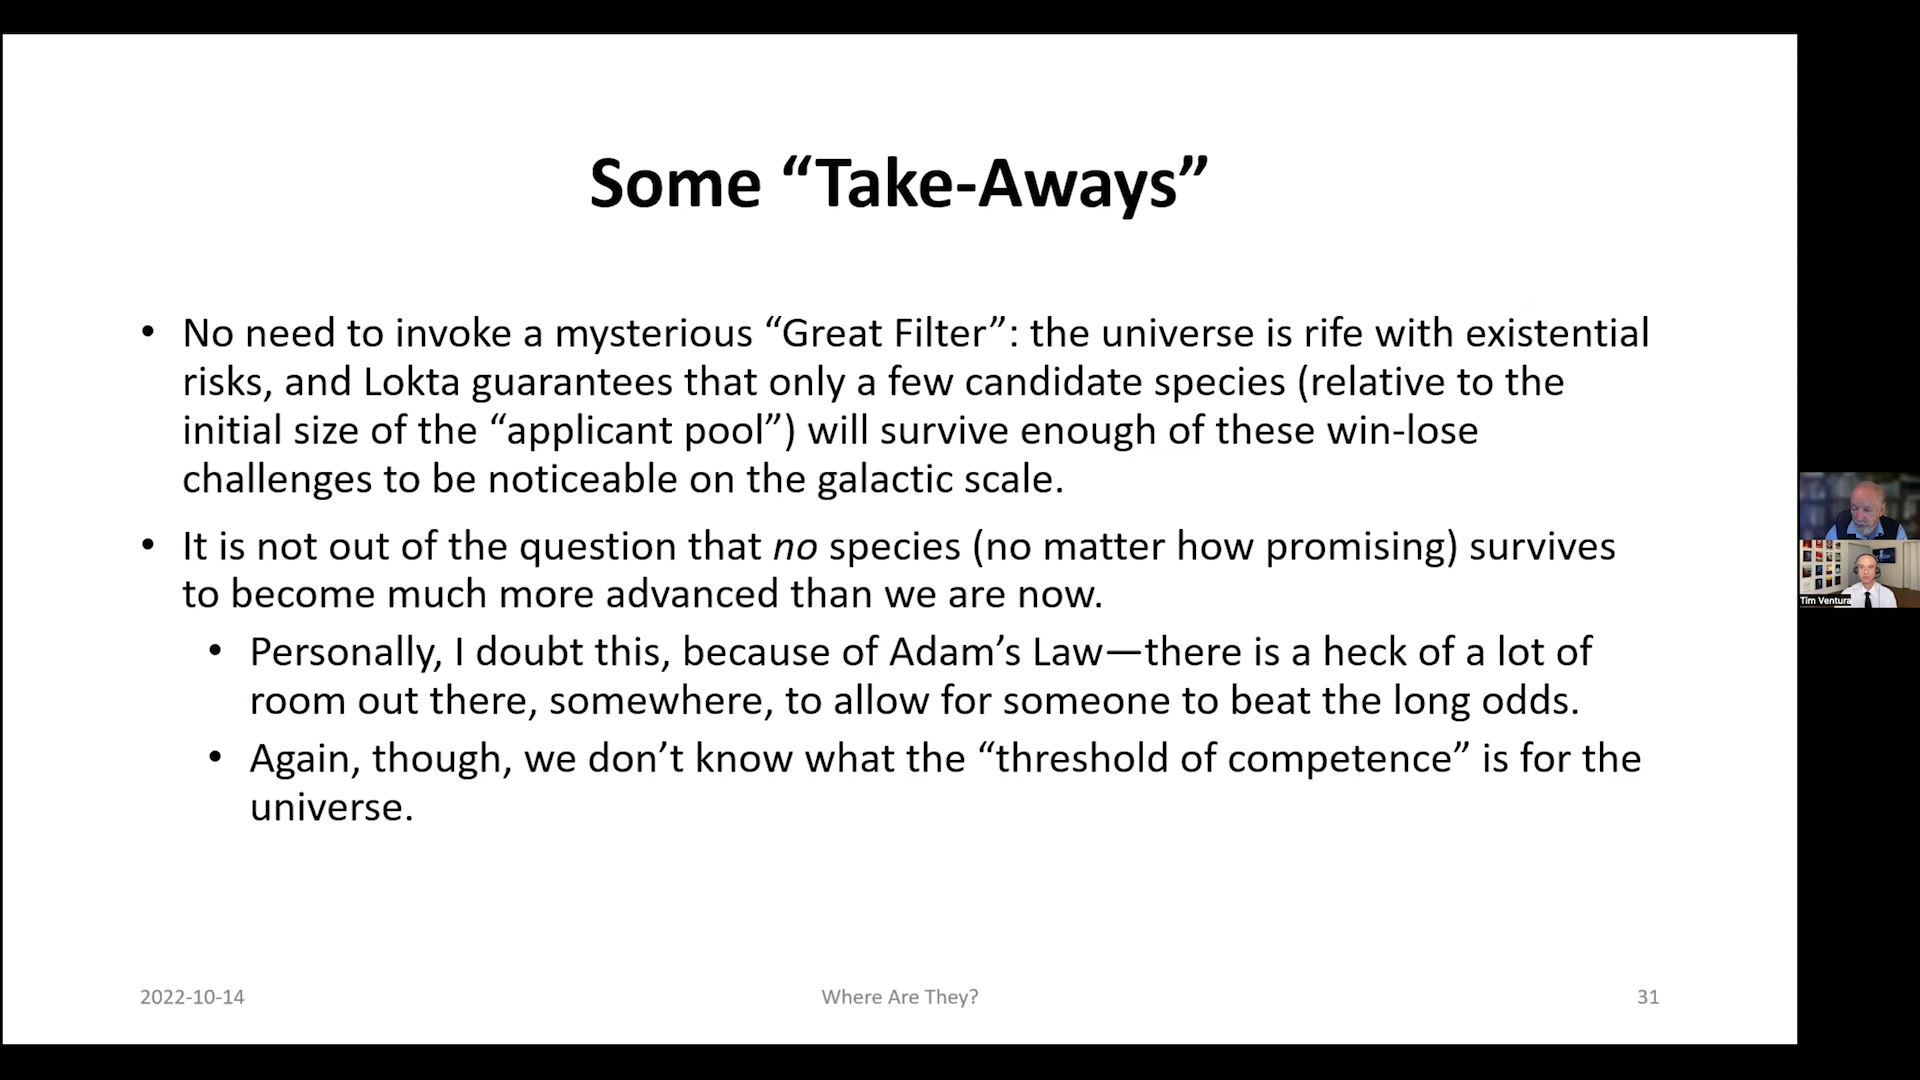 Some “Take-Aways”
• No need to invoke a mysterious “Great Filter”: the universe is rife with existential
risks, and Lokta guarantees that only a few candidate species (relative to the
initial size of the “applicant pool”) will survive enough of these win-lose
challenges to be noticeable on the galactic scale.
• It is not out of the question that no species (no matter how promising) survives
to become much more advanced than we are now.
• Personally, I doubt this, because of Adam’s Law—there is a heck of a lot of
room out there, somewhere, to allow for someone to beat the long odds.
• Again, though, we don’t know what the “threshold of competence” is for the
universe.
2022-10-14
Where Are They?
31
Tim Ventura